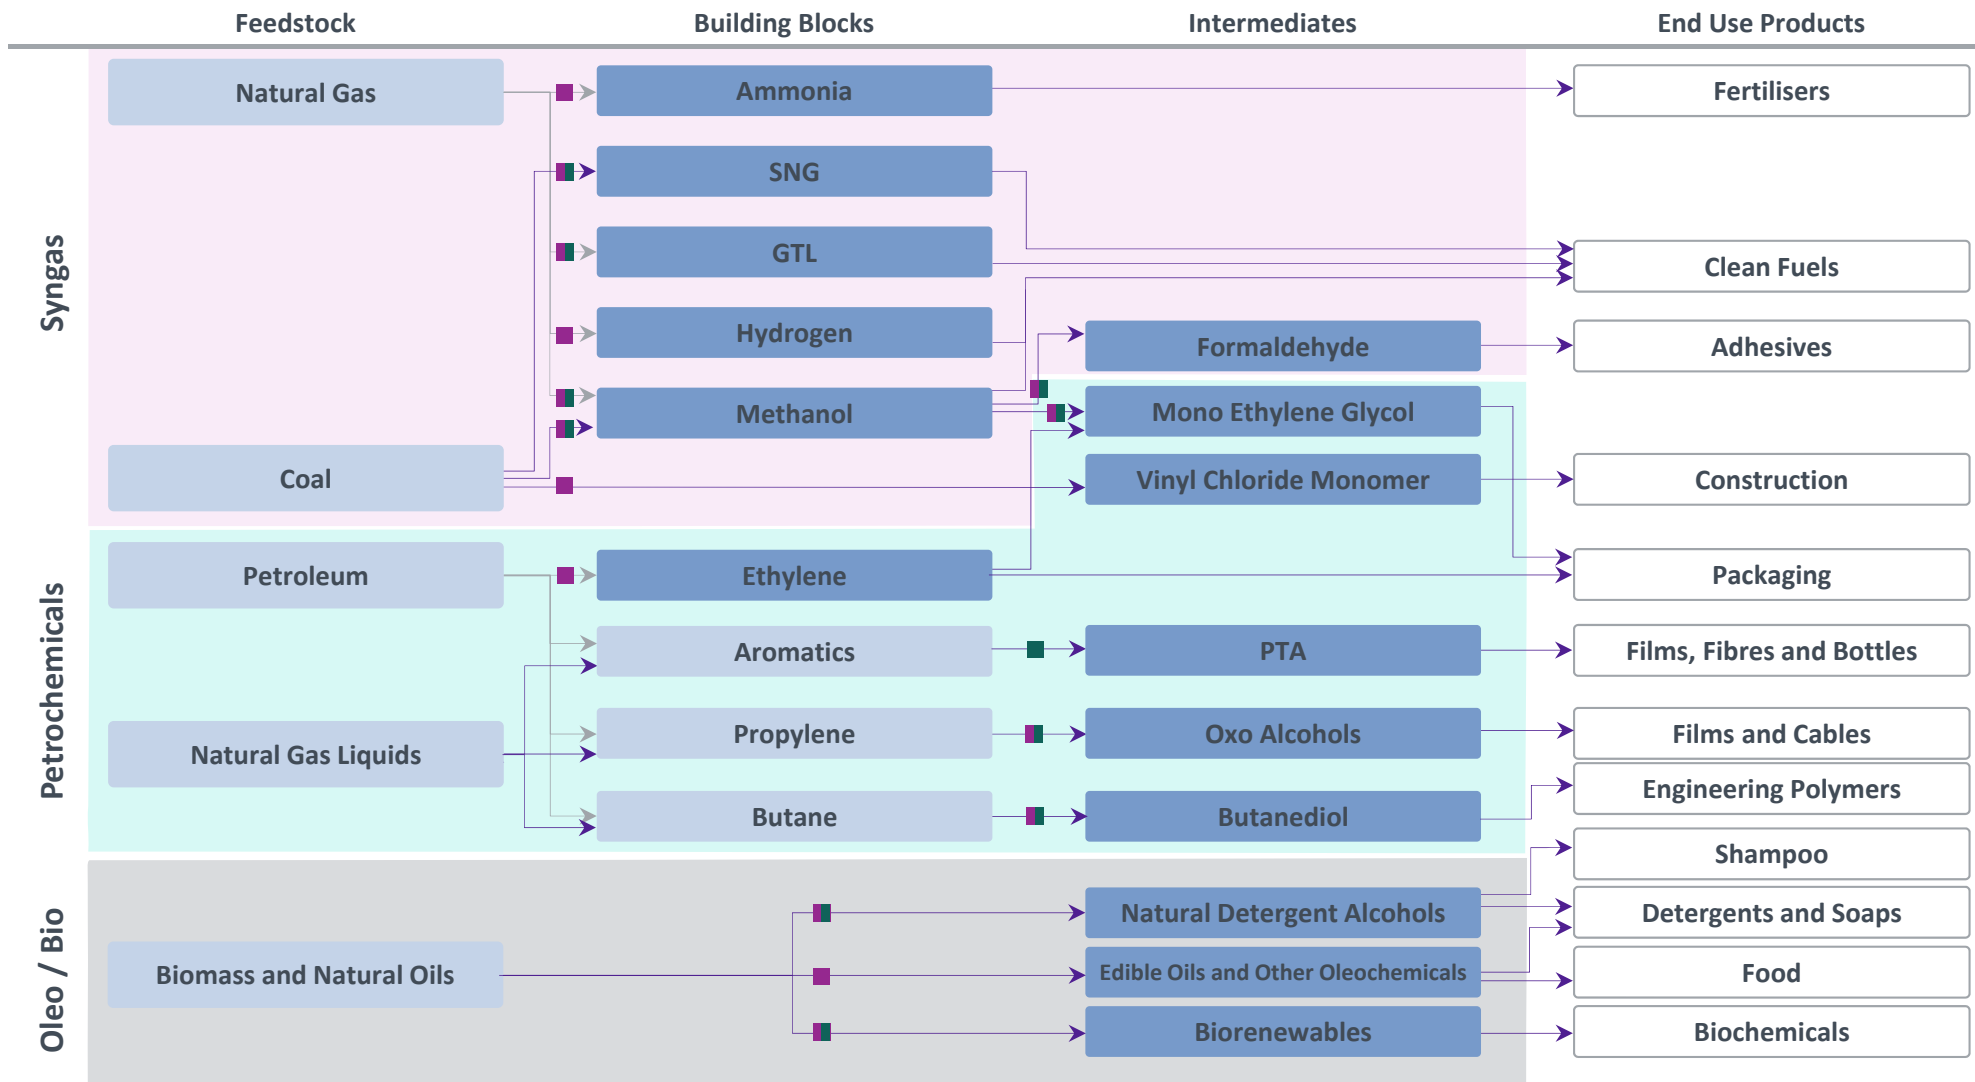 Feedstock
Building Blocks
Intermediates
End Use Products
Syngas
Natural Gas
Ammonia
Fertilisers
SNG
GTL
Clean Fuels
Hydrogen
Formaldehyde
Adhesives
Methanol
Mono Ethylene Glycol
Coal
Vinyl Chloride Monomer
Construction
Petrochemicals
Petroleum
Ethylene
Packaging
Aromatics
PTA
Films, Fibres and Bottles
Natural Gas Liquids
Propylene
Oxo Alcohols
Films and Cables
Engineering Polymers
Butane
Butanediol
Shampoo
Oleo / Bio
Natural Detergent Alcohols
Detergents and Soaps
Biomass and Natural Oils
Edible Oils and Other Oleochemicals
Food
Biorenewables
Biochemicals